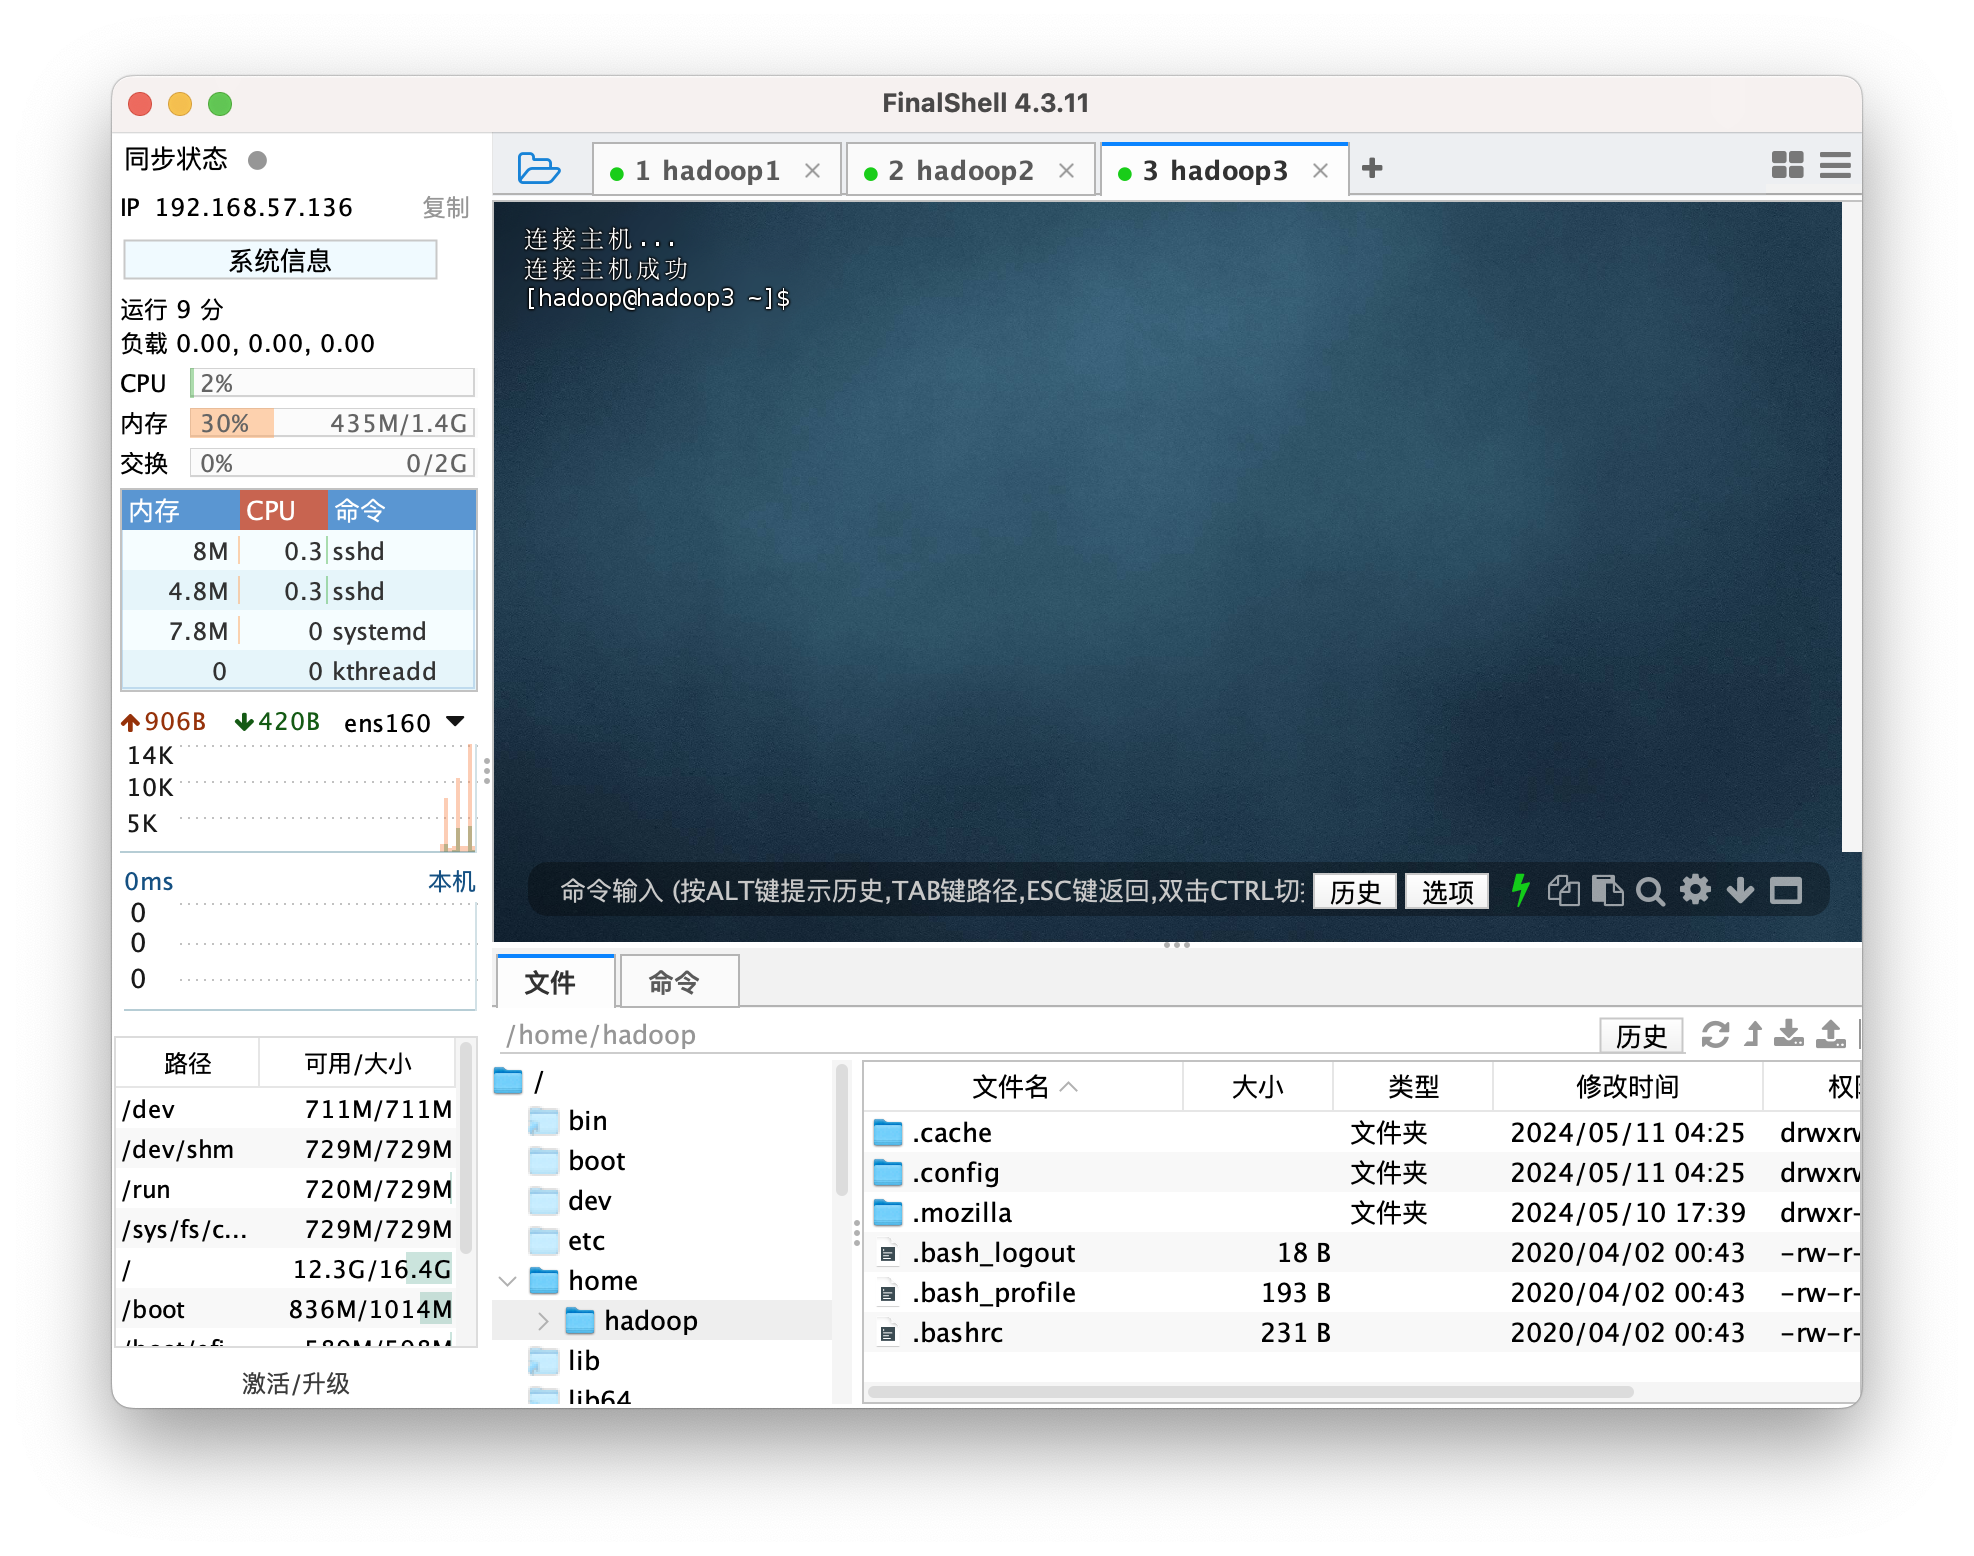 FinalShell 4.3.11
同步状态
IP 192.168.57.136 复制
系统信息
运行 9 分
负载 0.00, 0.00, 0.00
CPU 2%
内存 30% 435M/1.4G
交换 0% 0/2G
内存 CPU 命令
8M 0.3 sshd
4.8M 0.3 sshd
7.8M 0 systemd
0 0 kthreadd
906B 420B ens160
14K
10K
5K
0ms 本机
0
0
0
路径 可用/大小
/dev 711M/711M
/dev/shm 729M/729M
/run 720M/729M
/sys/fs/c... 729M/729M
/ 12.3G/16.4G
/boot 836M/1014M
激活/升级
1 hadoop1 2 hadoop2 3 hadoop3
连接主机...
连接主机成功
[hadoop@hadoop3 ~]$
命令输入 (按ALT键提示历史,TAB键路径,ESC键返回,双击CTRL切 历史 选项
文件 命令
/home/hadoop 历史
/
bin
boot
dev
etc
home
hadoop
lib
lib64
文件名 大小 类型 修改时间
.cache 文件夹 2024/05/11 04:25 drwxrw
.config 文件夹 2024/05/11 04:25 drwxrw
.mozilla 文件夹 2024/05/10 17:39 drwxr-
.bash_logout 18 B 2020/04/02 00:43 -rw-r-
.bash_profile 193 B 2020/04/02 00:43 -rw-r-
.bashrc 231 B 2020/04/02 00:43 -rw-r-